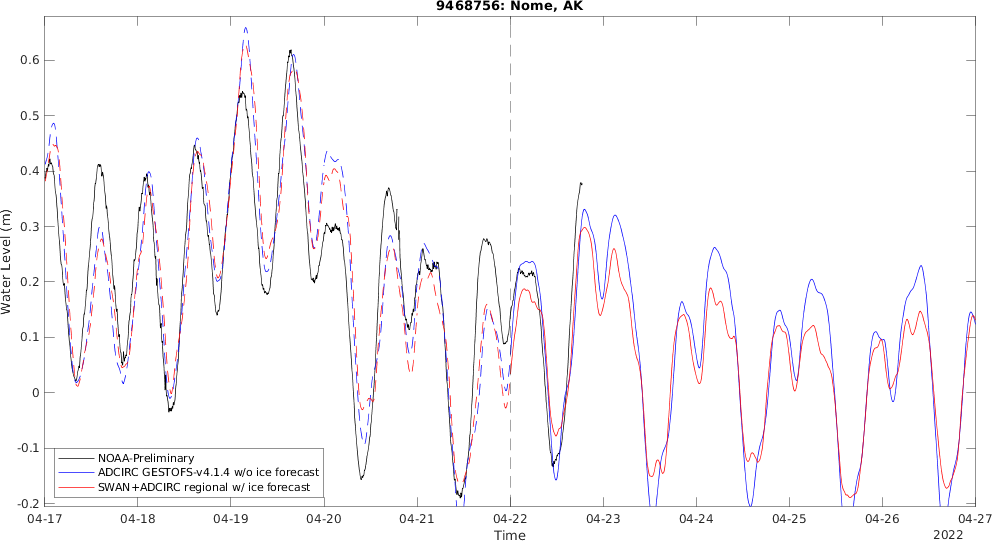 9468756: Nome, AK
Water Level (m)
0.6
0.5
0.4
0.3
0.2
0.1
0
-0.1
-0.2
NOAA-Preliminary
ADCIRC GESTOFS-v4.1.4 w/o ice forecast
SWAN+ADCIRC regional w/ ice forecast
04-17 04-18 04-19 04-20 04-21 04-22 04-23 04-24 04-25 04-26 04-27
Time
2022